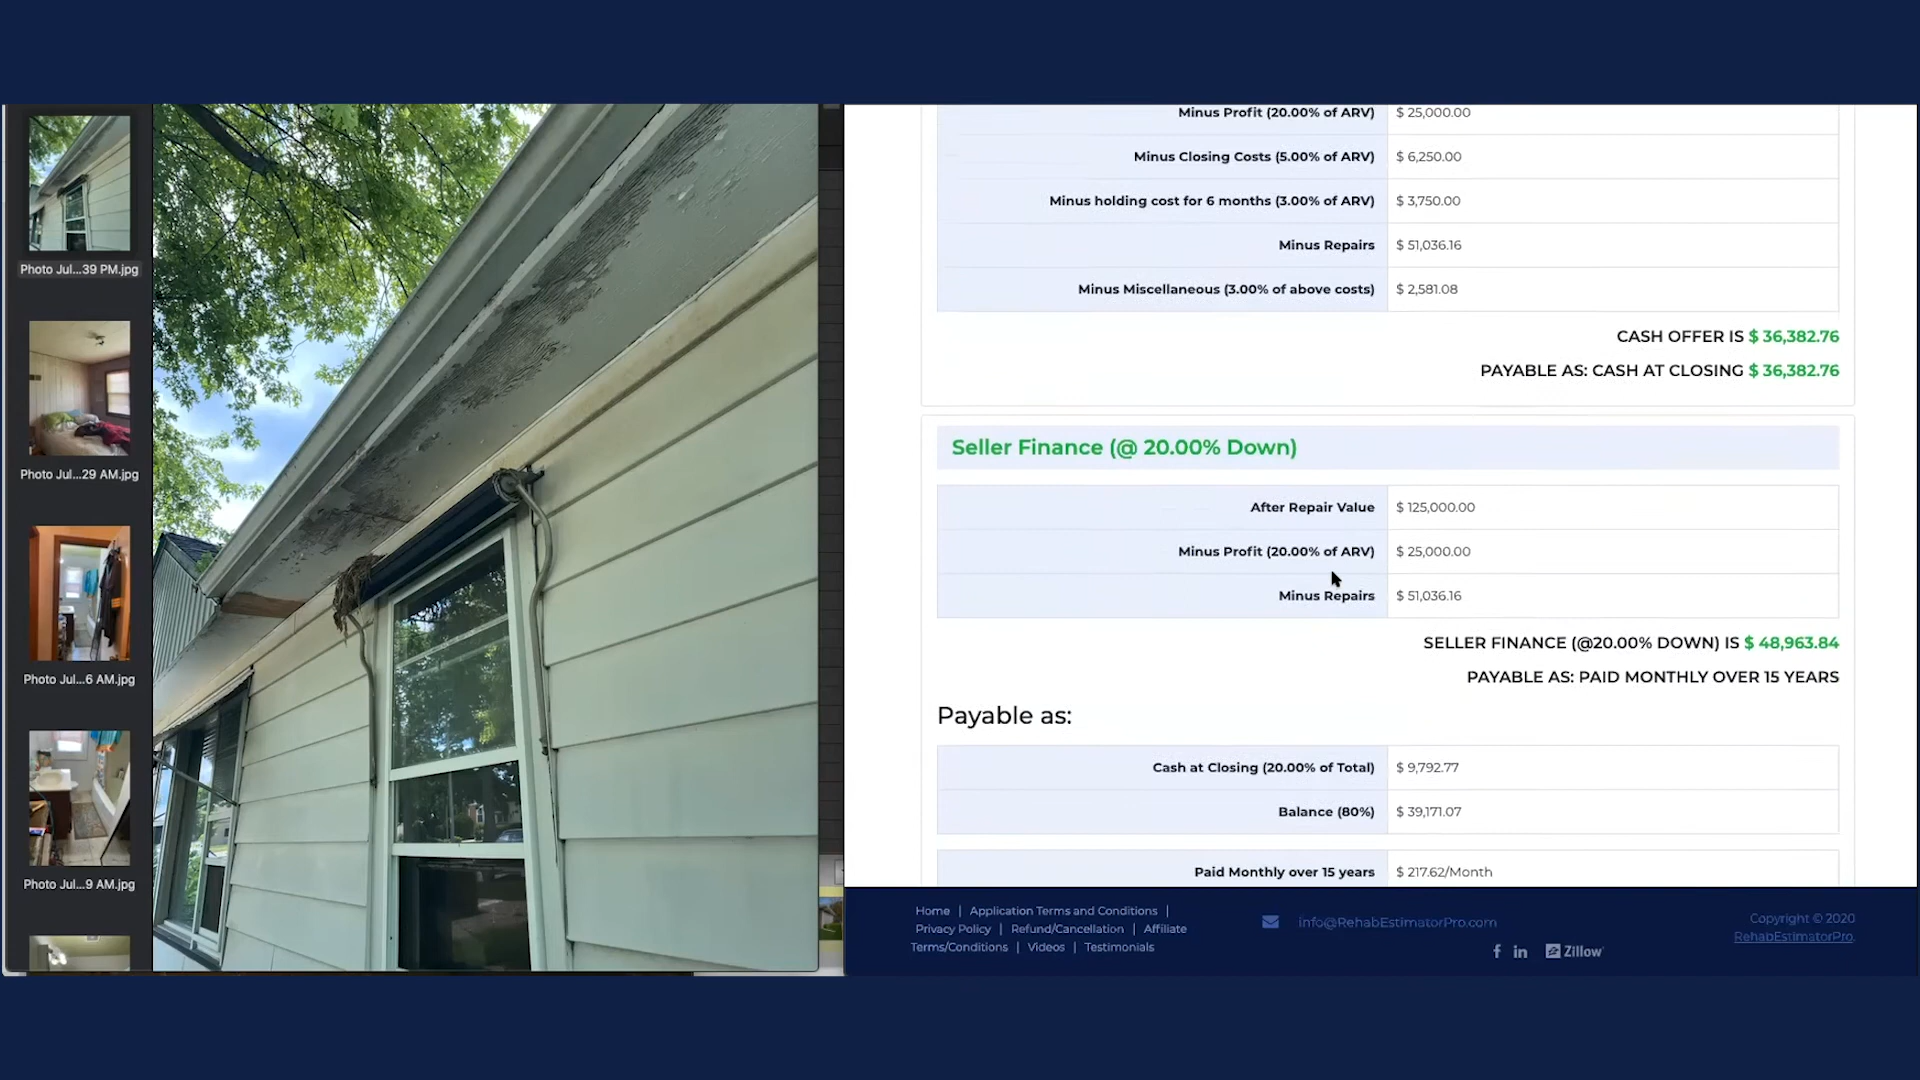 Photo Jul...39 PM.jpg
Photo Jul...29 AM.jpg
Photo Jul...6 AM.jpg
Photo Jul...9 AM.jpg
Minus Profit (20.00% of ARV) $ 25,000.00
Minus Closing Costs (5.00% of ARV) $ 6,250.00
Minus holding cost for 6 months (3.00% of ARV) $ 3,750.00
Minus Repairs $ 51,036.16
Minus Miscellaneous (3.00% of above costs) $ 2,581.08
CASH OFFER IS $ 36,382.76
PAYABLE AS: CASH AT CLOSING $ 36,382.76
Seller Finance (@ 20.00% Down)
After Repair Value $ 125,000.00
Minus Profit (20.00% of ARV) $ 25,000.00
Minus Repairs $ 51,036.16
SELLER FINANCE (@20.00% DOWN) IS $ 48,963.84
PAYABLE AS: PAID MONTHLY OVER 15 YEARS
Payable as:
Cash at Closing (20.00% of Total) $ 9,792.77
Balance (80%) $ 39,171.07
Paid Monthly over 15 years $ 217.62/Month
Home | Application Terms and Conditions |
Privacy Policy | Refund/Cancellation | Affiliate
Terms/Conditions | Videos | Testimonials
info@RehabEstimatorPro.com
Zillow
Copyright © 2020
RehabEstimatorPro.